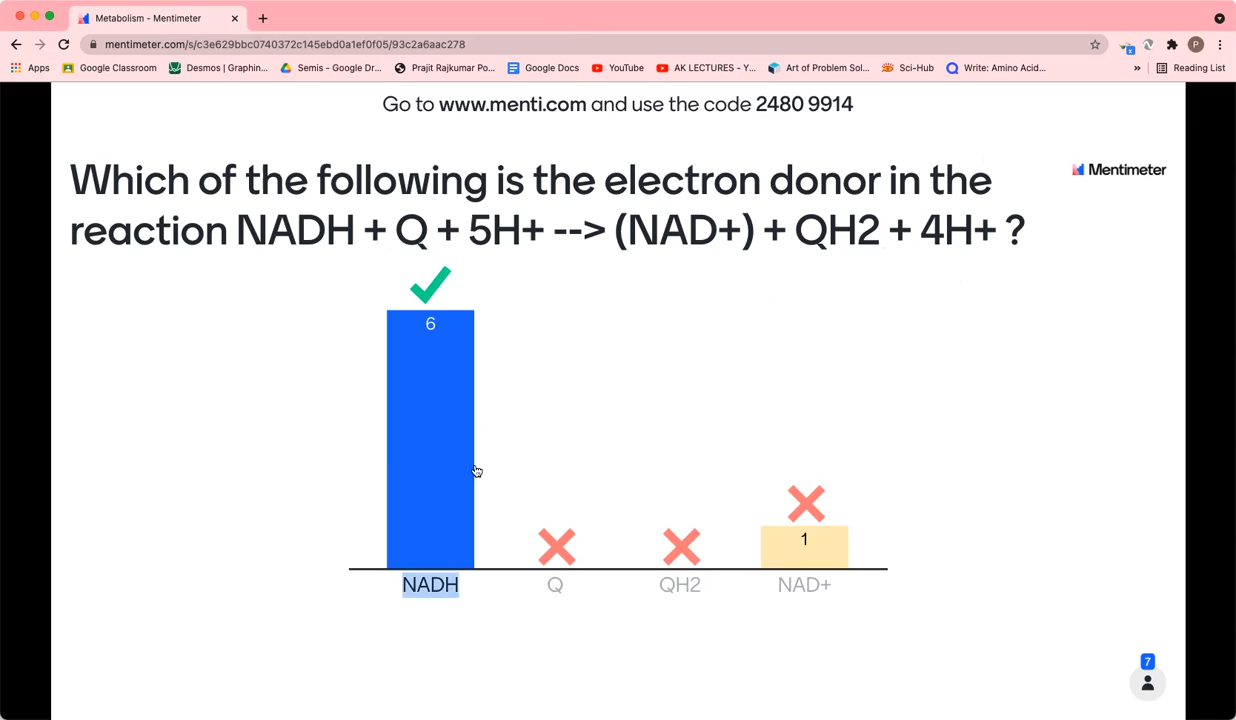 Metabolism - Mentimeter
mentimeter.com/s/c3e629bbc0740372c145ebd0a1ef0f05/93c2a6aac278
P
Apps Google Classroom Desmos | Graphin... Semis - Google Dr... Prajit Rajkumar Po... Google Docs YouTube AK LECTURES - Y... Art of Problem Sol... Sci-Hub Write: Amino Acid... » Reading List
Go to www.menti.com and use the code 2480 9914
Mentimeter
Which of the following is the electron donor in the
reaction NADH + Q + 5H+ --> (NAD+) + QH2 + 4H+ ?
6
1
NADH Q QH2 NAD+
7